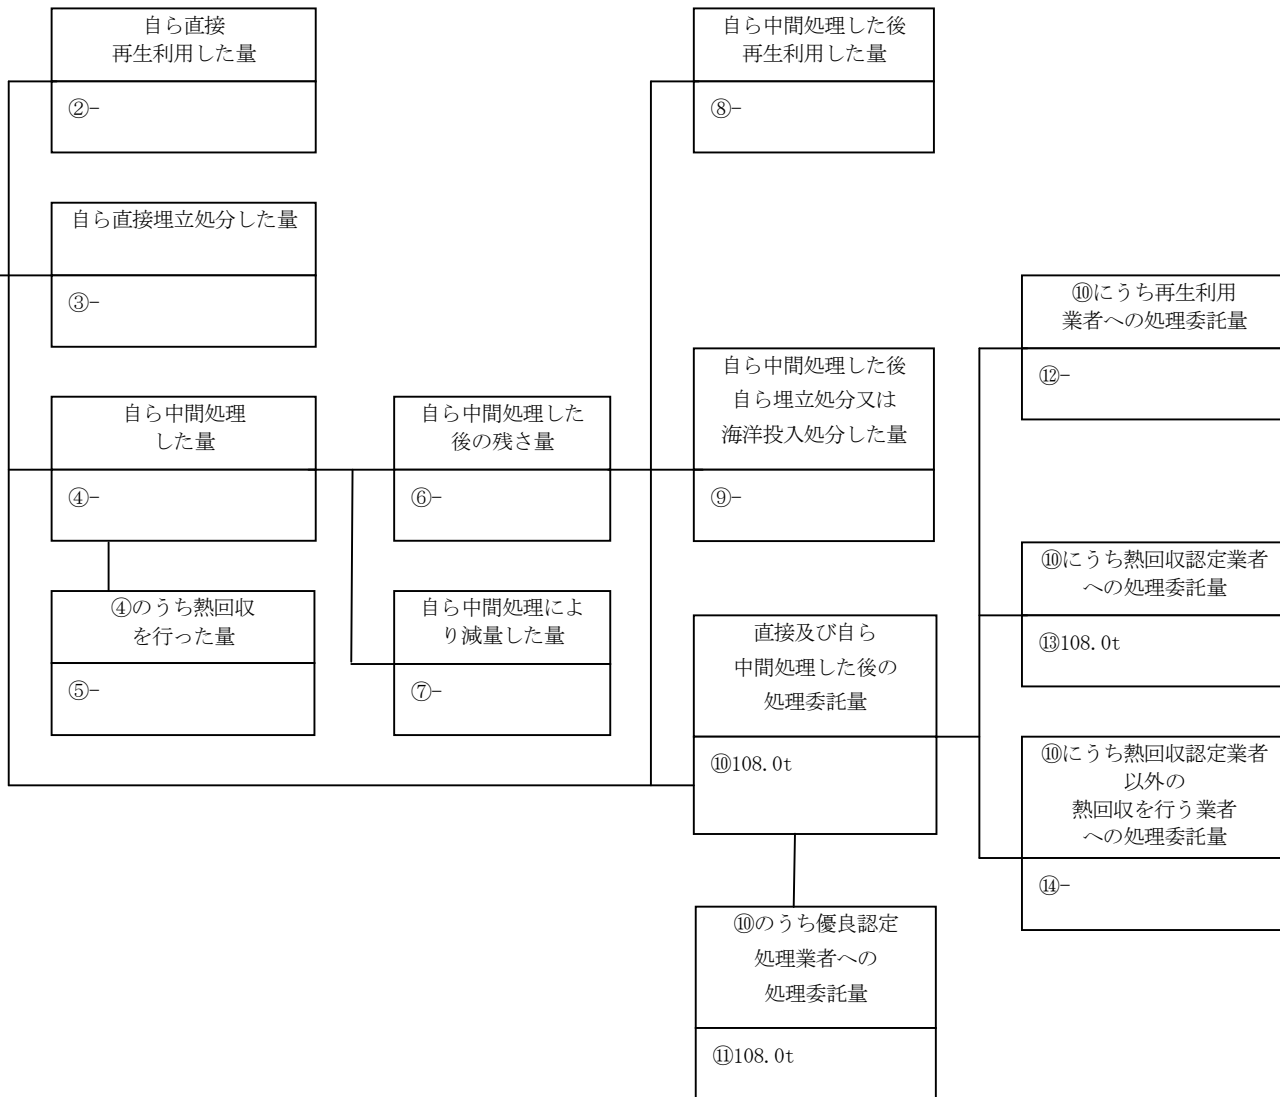 自ら直接
再生利用した量
②-
自ら直接埋立処分した量
③-
自ら中間処理
した量
④-
④のうち熱回収
を行った量
⑤-
自ら中間処理した
後の残さ量
⑥-
自ら中間処理によ
り減量した量
⑦-
自ら中間処理した後
再生利用した量
⑧-
自ら中間処理した後
自ら埋立処分又は
海洋投入処分した量
⑨-
直接及び自ら
中間処理した後の
処理委託量
⑩108.0t
⑩のうち優良認定
処理業者への
処理委託量
⑪108.0t
⑩にうち再生利用
業者への処理委託量
⑫-
⑩にうち熱回収認定業者
への処理委託量
⑬108.0t
⑩にうち熱回収認定業者
以外の
熱回収を行う業者
への処理委託量
⑭-